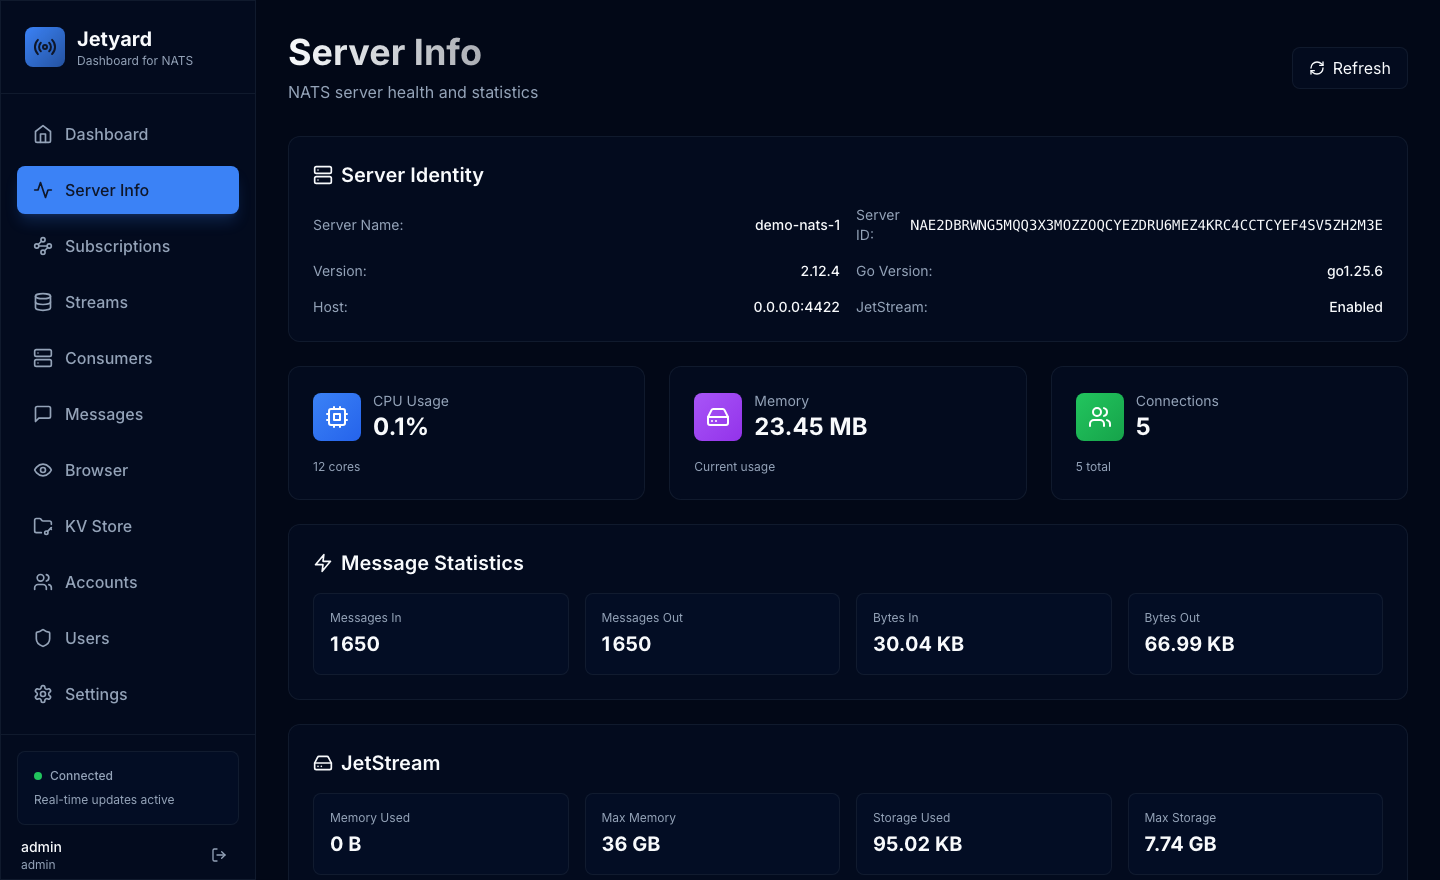 Jetyard
Dashboard for NATS
Dashboard
Server Info
Subscriptions
Streams
Consumers
Messages
Browser
KV Store
Accounts
Users
Settings
Connected
Real-time updates active
admin
admin
Server Info
NATS server health and statistics
Refresh
Server Identity
Server Name: demo-nats-1
Server ID: NAE2DBRWNG5MQQ3X3MOZZOQCYEZDRU6MEZ4KRC4CCTCYEF4SV5ZH2M3E
Version: 2.12.4
Go Version: go1.25.6
Host: 0.0.0.0:4422
JetStream: Enabled
CPU Usage
0.1%
12 cores
Memory
23.45 MB
Current usage
Connections
5
5 total
Message Statistics
Messages In
1650
Messages Out
1650
Bytes In
30.04 KB
Bytes Out
66.99 KB
JetStream
Memory Used
0 B
Max Memory
36 GB
Storage Used
95.02 KB
Max Storage
7.74 GB